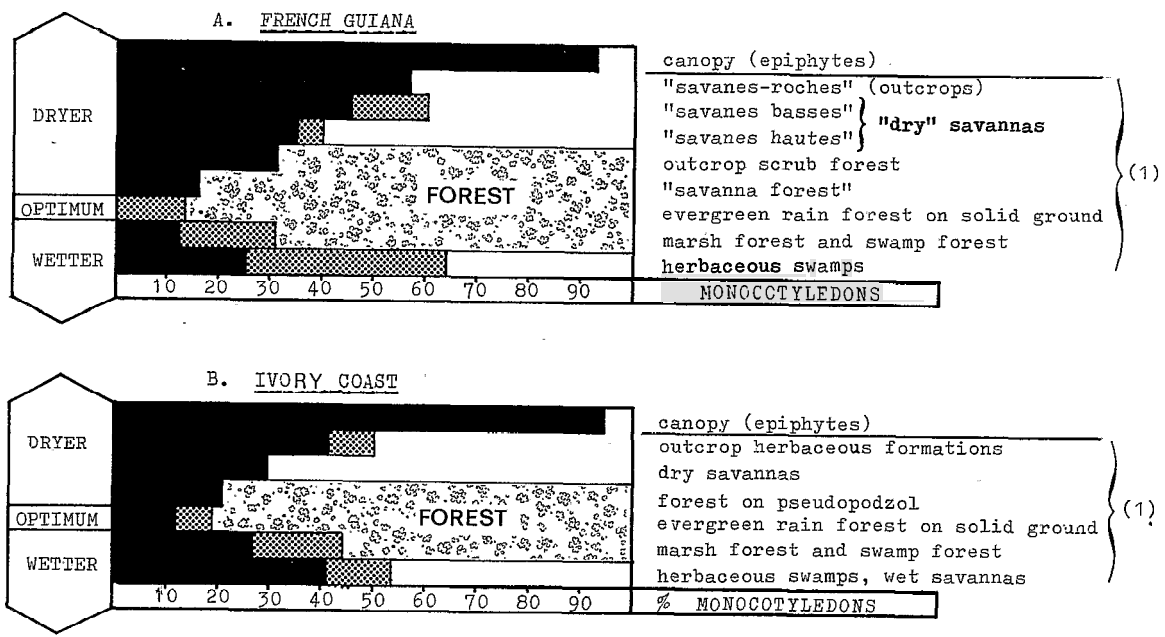 A. FRENCH GUIANA
DRYER
OPTIMUM
WETTER
FOREST
canopy (epiphytes)
"savanes-roches" (outcrops)
"savanes basses"
"savanes hautes"
"dry" savannas
outcrop scrub forest
"savanna forest"
evergreen rain forest on solid ground
marsh forest and swamp forest
herbaceous swamps
(1)
10 20 30 40 50 60 70 80 90
MONOCOTYLEDONS
B. IVORY COAST
DRYER
OPTIMUM
WETTER
FOREST
canopy (epiphytes)
outcrop herbaceous formations
dry savannas
forest on pseudopodzol
evergreen rain forest on solid ground
marsh forest and swamp forest
herbaceous swamps, wet savannas
(1)
10 20 30 40 50 60 70 80 90
% MONOCOTYLEDONS